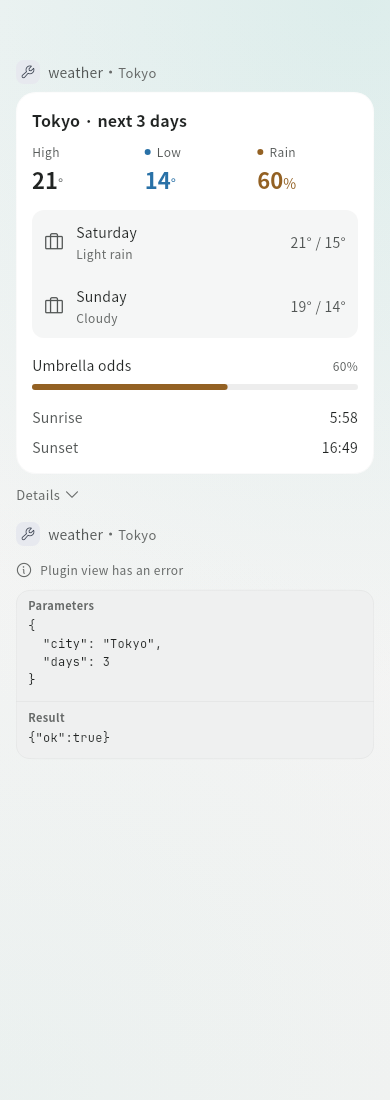 weather・Tokyo
Tokyo · next 3 days
High
Low
Rain
21°
14°
60%
Saturday
Light rain
21° / 15°
Sunday
Cloudy
19° / 14°
Umbrella odds
60%
Sunrise
5:58
Sunset
16:49
Details
weather・Tokyo
Plugin view has an error
Parameters
{
  "city": "Tokyo",
  "days": 3
}
Result
{"ok":true}